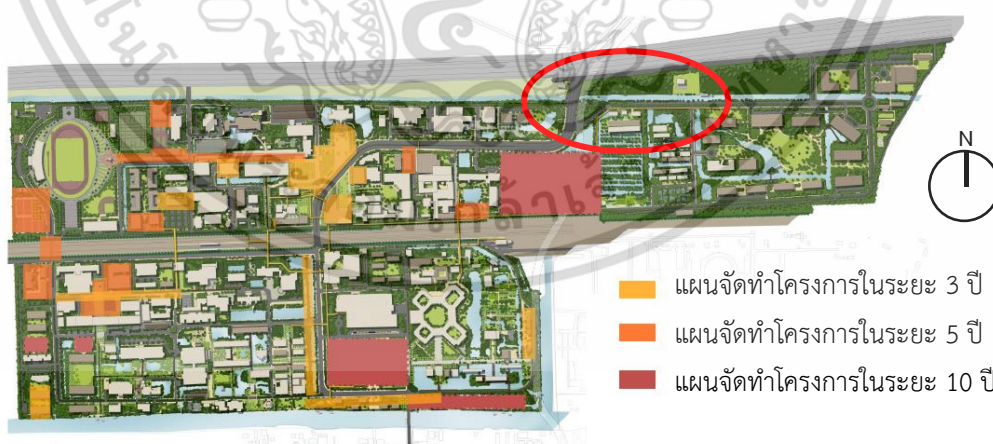 N
แผนจัดทำโครงการในระยะ 3 ปี
แผนจัดทำโครงการในระยะ 5 ปี
แผนจัดทำโครงการในระยะ 10 ปี